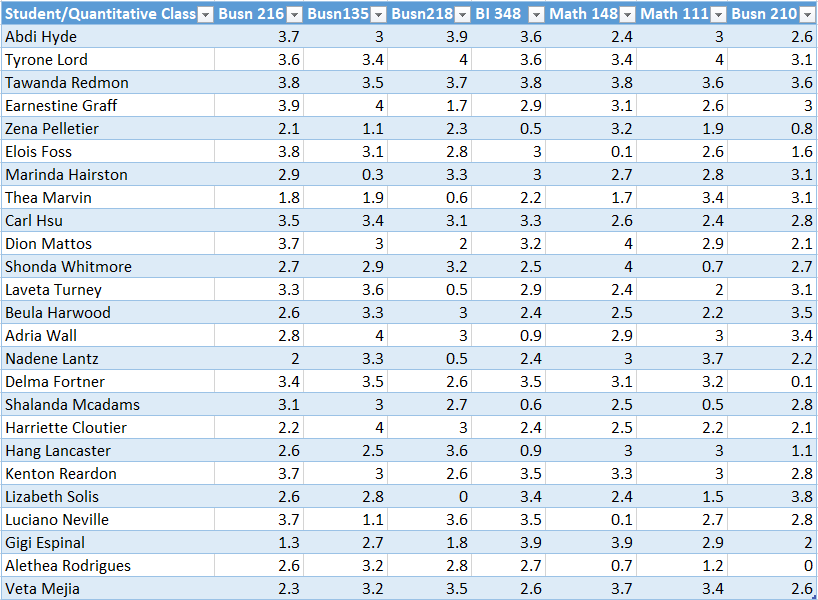 Student/Quantitative Class Busn 216 Busn135 Busn218 BI 348 Math 148 Math 111 Busn 210
Abdi Hyde 3.7 3 3.9 3.6 2.4 3 2.6
Tyrone Lord 3.6 3.4 4 3.6 3.4 4 3.1
Tawanda Redmon 3.8 3.5 3.7 3.8 3.8 3.6 3.6
Earnestine Graff 3.9 4 1.7 2.9 3.1 2.6 3
Zena Pelletier 2.1 1.1 2.3 0.5 3.2 1.9 0.8
Elois Foss 3.8 3.1 2.8 3 0.1 2.6 1.6
Marinda Hairston 2.9 0.3 3.3 3 2.7 2.8 3.1
Thea Marvin 1.8 1.9 0.6 2.2 1.7 3.4 3.1
Carl Hsu 3.5 3.4 3.1 3.3 2.6 2.4 2.8
Dion Mattos 3.7 3 2 3.2 4 2.9 2.1
Shonda Whitmore 2.7 2.9 3.2 2.5 4 0.7 2.7
Laveta Turney 3.3 3.6 0.5 2.9 2.4 2 3.1
Beula Harwood 2.6 3.3 3 2.4 2.5 2.2 3.5
Adria Wall 2.8 4 3 0.9 2.9 3 3.4
Nadene Lantz 2 3.3 0.5 2.4 3 3.7 2.2
Delma Fortner 3.4 3.5 2.6 3.5 3.1 3.2 0.1
Shalanda Mcadams 3.1 3 2.7 0.6 2.5 0.5 2.8
Harriette Cloutier 2.2 4 3 2.4 2.5 2.2 2.1
Hang Lancaster 2.6 2.5 3.6 0.9 3 3 1.1
Kenton Reardon 3.7 3 2.6 3.5 3.3 3 2.8
Lizabeth Solis 2.6 2.8 0 3.4 2.4 1.5 3.8
Luciano Neville 3.7 1.1 3.6 3.5 0.1 2.7 2.8
Gigi Espinal 1.3 2.7 1.8 3.9 3.9 2.9 2
Alethea Rodrigues 2.6 3.2 2.8 2.7 0.7 1.2 0
Veta Mejia 2.3 3.2 3.5 2.6 3.7 3.4 2.6